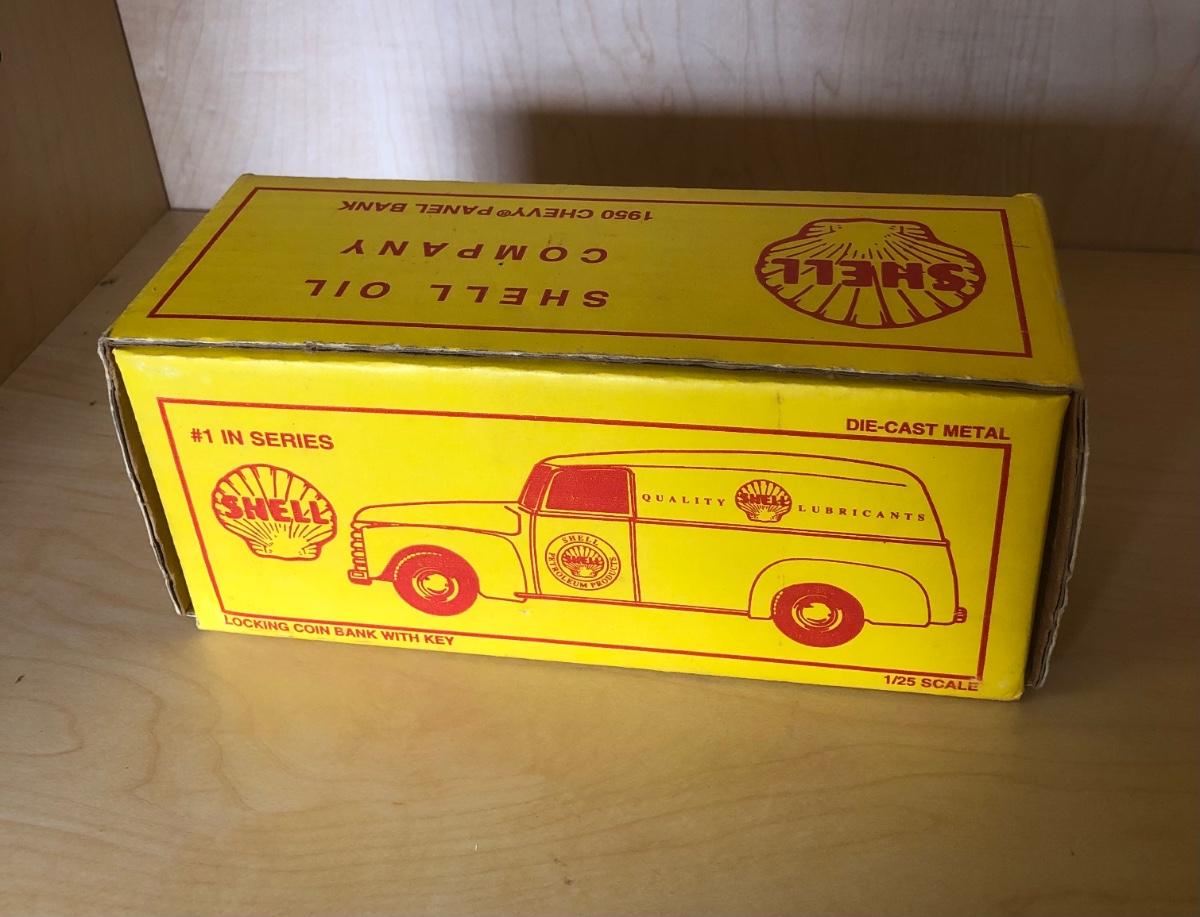 SHELL OIL
COMPANY
1950 CHEVY® PANEL BANK
SHELL
#1 IN SERIES
DIE-CAST METAL
SHELL
QUALITY SHELL LUBRICANTS
SHELL
SHELL
PETROLEUM PRODUCTS
LOCKING COIN BANK WITH KEY
1/25 SCALE